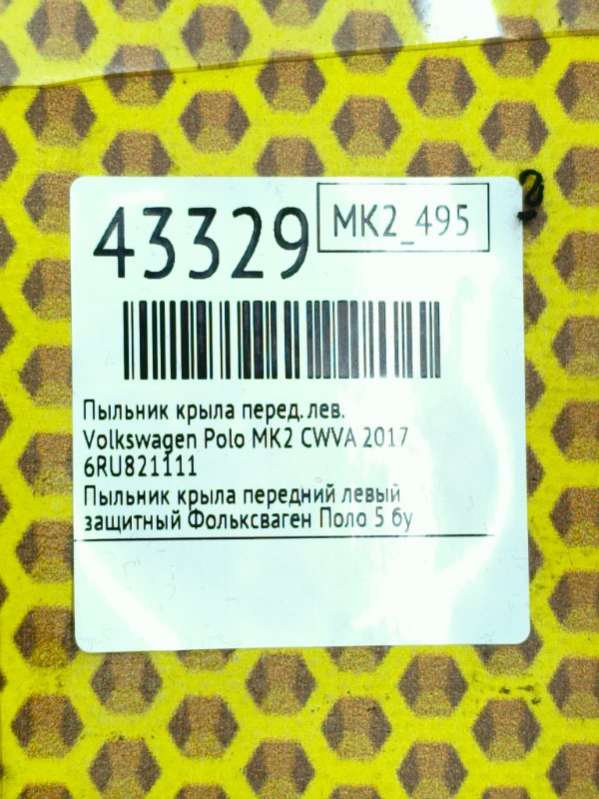 43329
MK2_495
Пыльник крыла перед. лев.
Volkswagen Polo MK2 CWVA 2017
6RU821111
Пыльник крыла передний левый
защитный Фольксваген Поло 5 бу